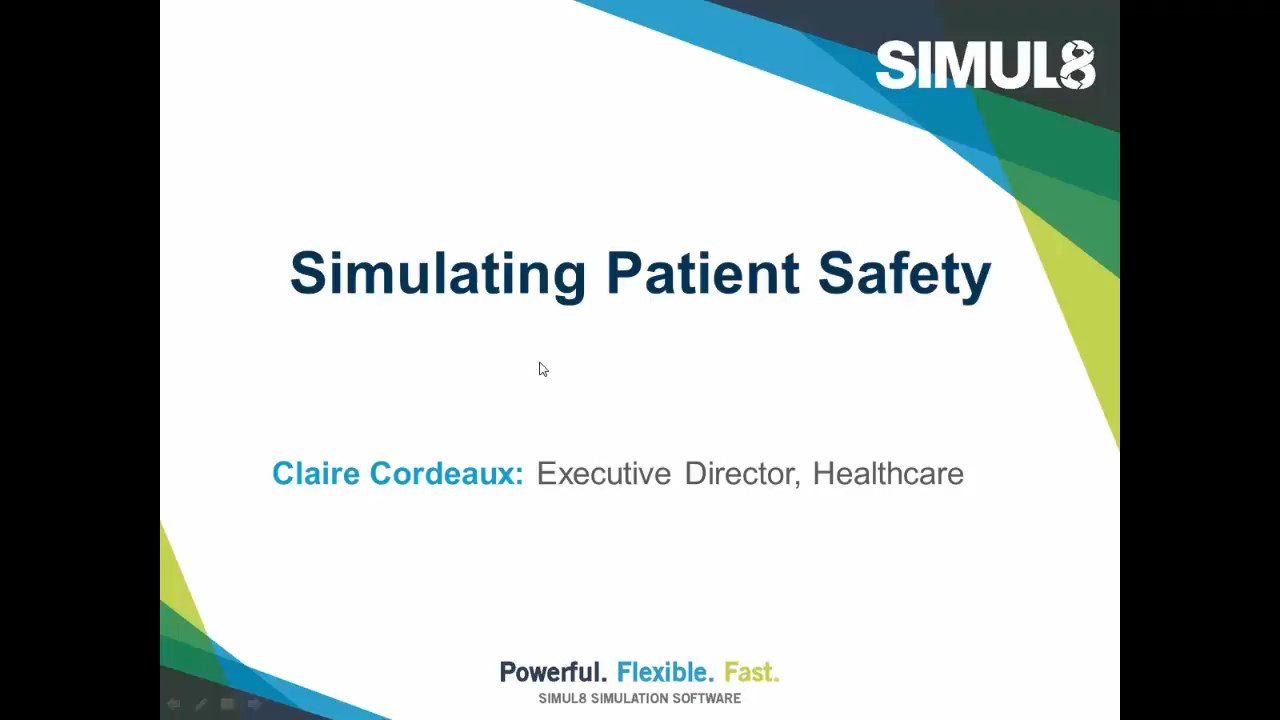 SIMUL8
Simulating Patient Safety
Claire Cordeaux: Executive Director, Healthcare
Powerful. Flexible. Fast.
SIMUL8 SIMULATION SOFTWARE